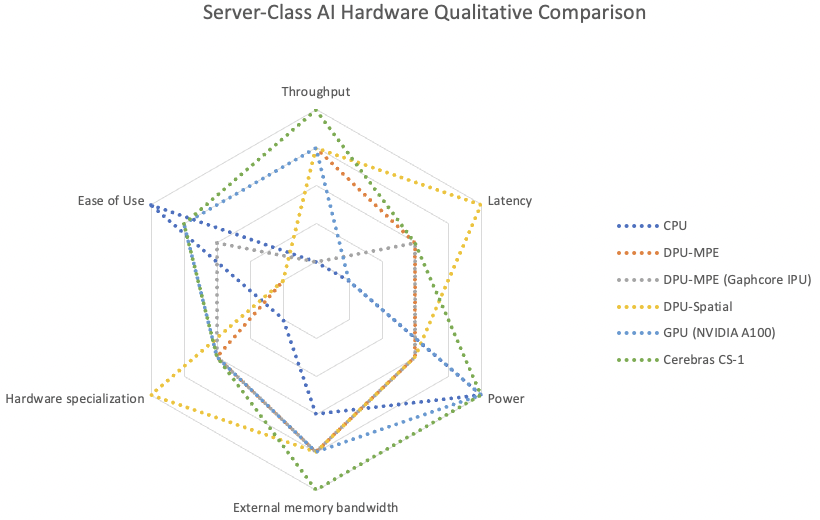 Server-Class AI Hardware Qualitative Comparison
Throughput
Ease of Use
Latency
Hardware specialization
Power
External memory bandwidth
CPU
DPU-MPE
DPU-MPE (Gaphcore IPU)
DPU-Spatial
GPU (NVIDIA A100)
Cerebras CS-1